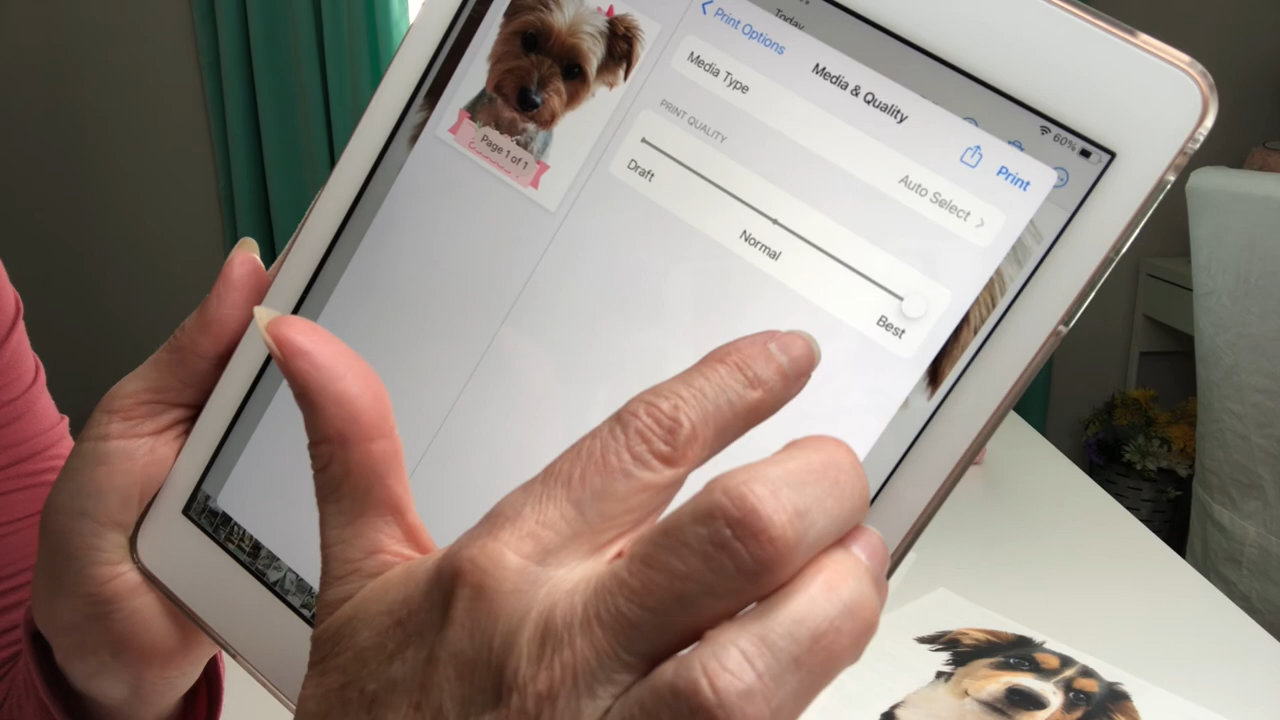 Today
60%
Print Options
Media & Quality
Print
Media Type
Auto Select
PRINT QUALITY
Draft
Normal
Best
Page 1 of 1